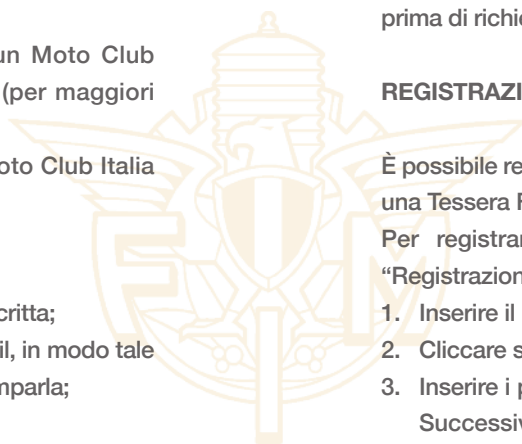 un Moto Club
(per maggiori
oto Club Italia
critta;
il, in modo tale
mparla;
prima di richie
REGISTRAZI
È possibile re
una Tessera F
Per registrar
“Registrazion
1. Inserire il
2. Cliccare s
3. Inserire i p
Successiv
F M